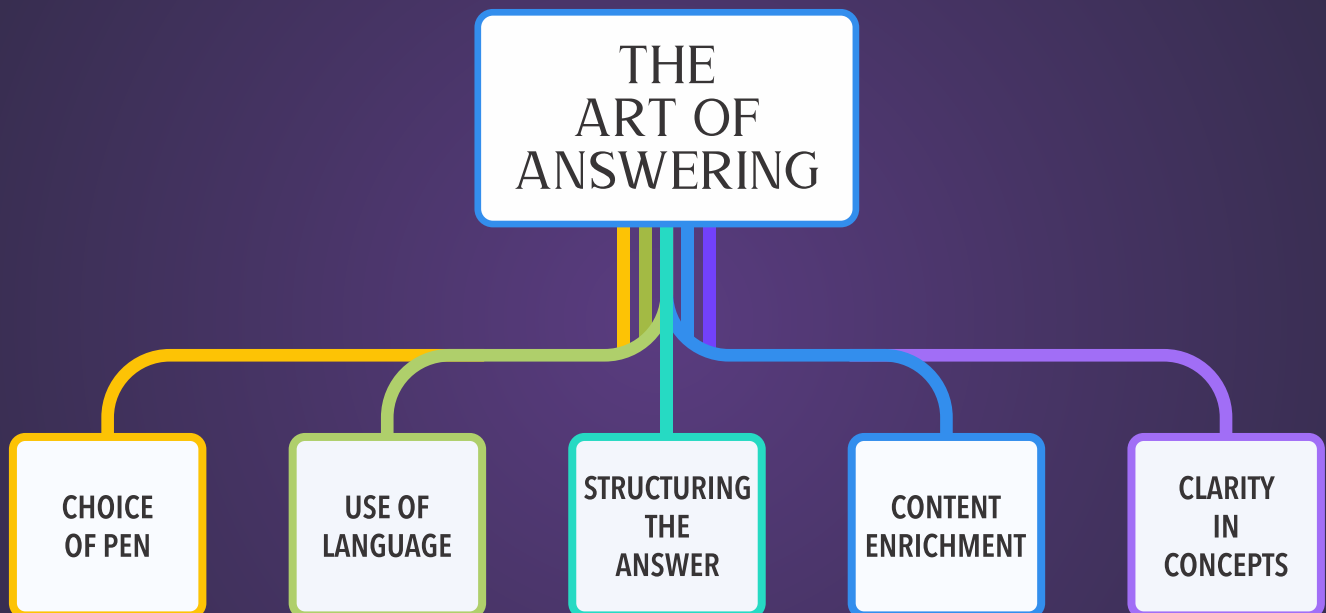 THE
ART OF
ANSWERING
CHOICE
OF PEN
USE OF
LANGUAGE
STRUCTURING
THE
ANSWER
CONTENT
ENRICHMENT
CLARITY
IN
CONCEPTS